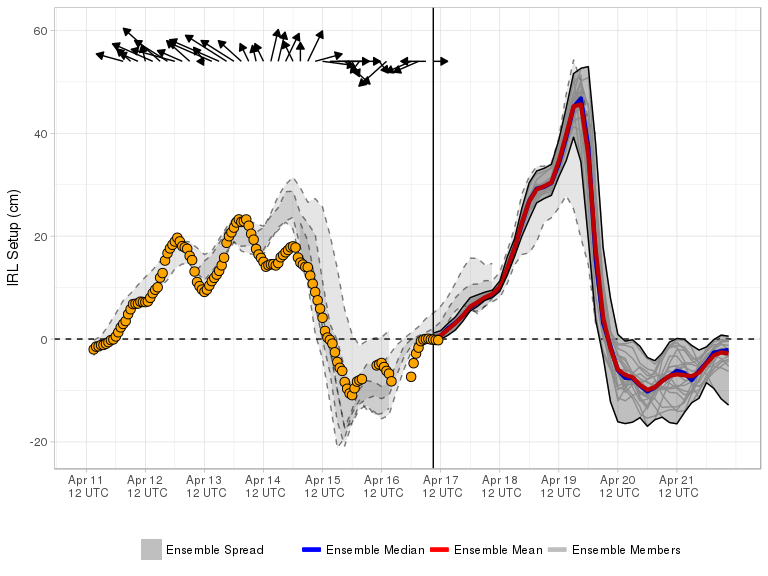 60
40
20
0
-20
IRL Setup (cm)
Apr 11 Apr 12 Apr 13 Apr 14 Apr 15 Apr 16 Apr 17 Apr 18 Apr 19 Apr 20 Apr 21
12 UTC 12 UTC 12 UTC 12 UTC 12 UTC 12 UTC 12 UTC 12 UTC 12 UTC 12 UTC 12 UTC
Ensemble Spread Ensemble Median Ensemble Mean Ensemble Members